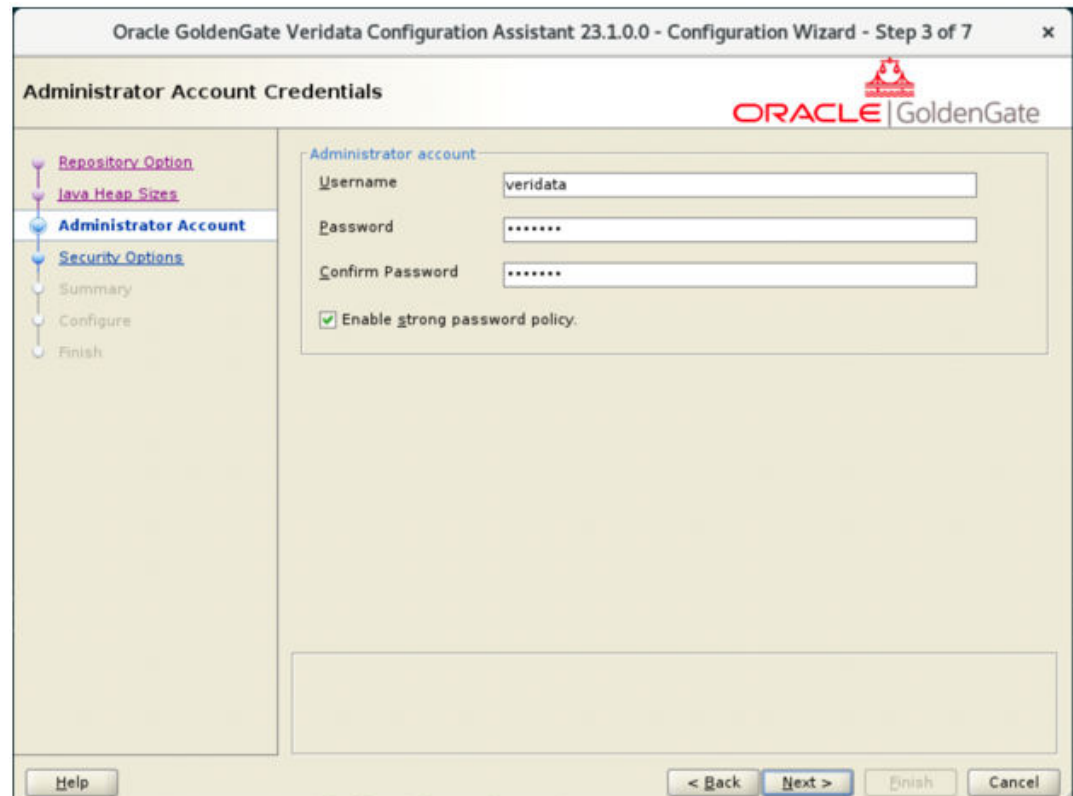 Oracle GoldenGate Veridata Configuration Assistant 23.1.0.0 - Configuration Wizard - Step 3 of 7
Administrator Account Credentials
ORACLE | GoldenGate
Repository Option
Java Heap Sizes
Administrator Account
Security Options
Summary
Configure
Finish
Administrator account
Username
veridata
Password
•••••••
Confirm Password
•••••••
Enable strong password policy.
Help
< Back
Next >
Finish
Cancel